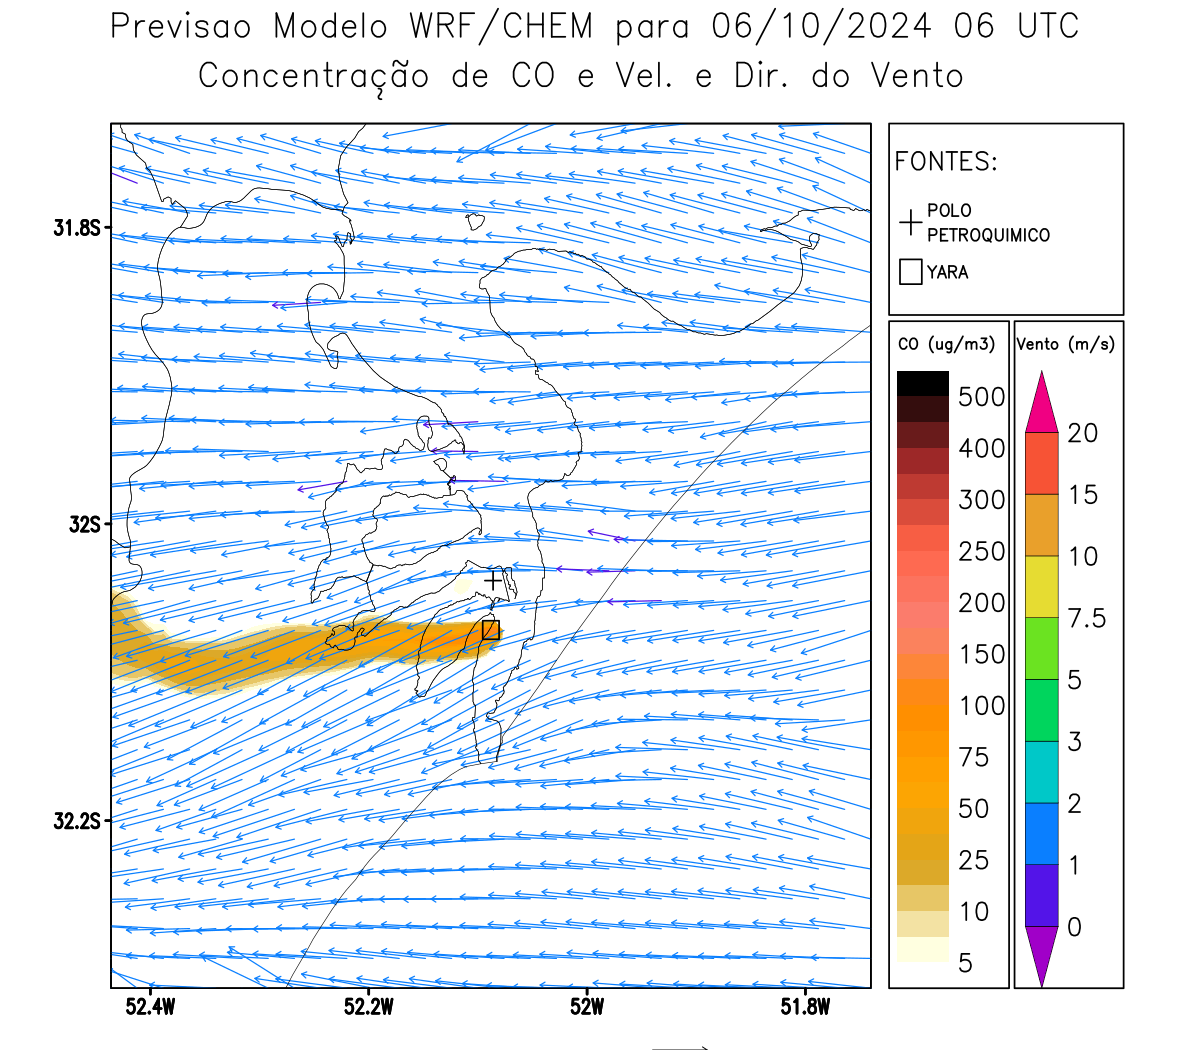 Previsao Modelo WRF/CHEM para 06/10/2024 06 UTC
Concentração de CO e Vel. e Dir. do Vento
FONTES:
POLO
PETROQUIMICO
YARA
CO (ug/m3)
500
400
300
250
200
150
100
75
50
25
10
5
Vento (m/s)
20
15
10
7.5
5
3
2
1
0
31.8S
32S
32.2S
52.4W
52.2W
52W
51.8W